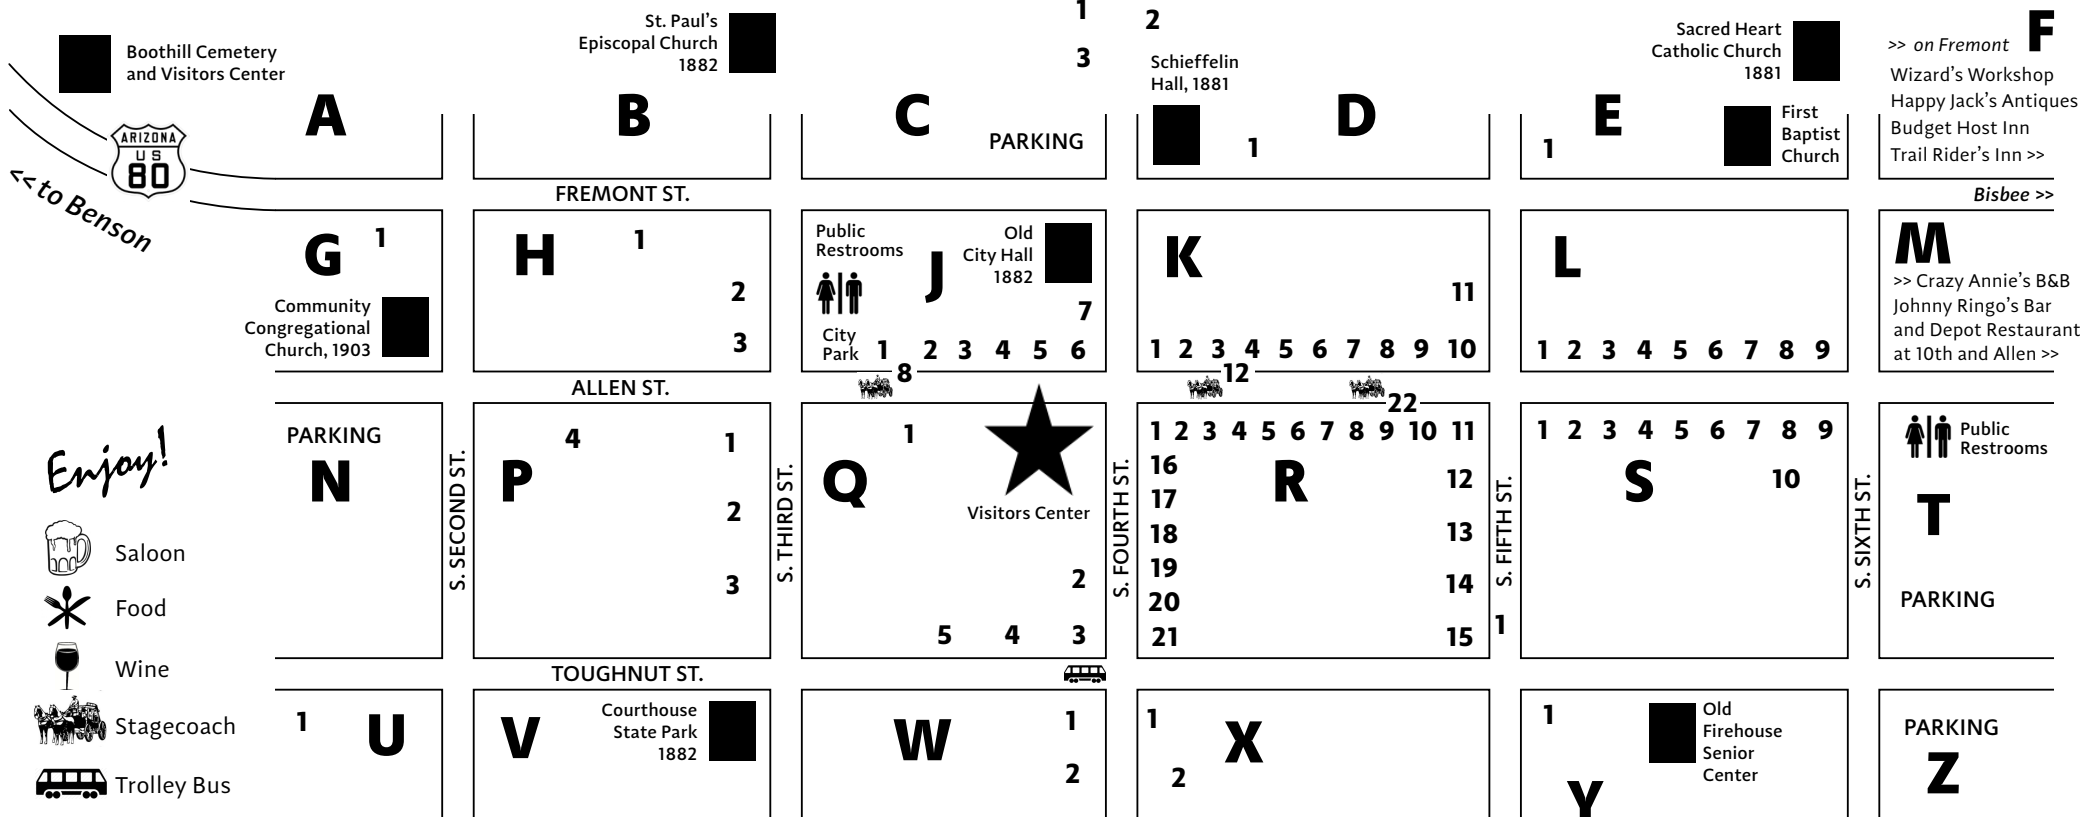 Boothill Cemetery
and Visitors Center
A
St. Paul's
Episcopal Church
1882
B
1
3
C
PARKING
2
Schieffelin
Hall, 1881
1
D
Sacred Heart
Catholic Church
1881
E
1
First
Baptist
Church
>> on Fremont F
Wizard's Workshop
Happy Jack's Antiques
Budget Host Inn
Trail Rider's Inn >>
ARIZONA
US
80
<< to Benson
FREMONT ST.
Bisbee >>
G 1
Community
Congregational
Church, 1903
H 1
2
3
Public
Restrooms
J
Old
City Hall
1882
7
City
Park
1 2 3 4 5 6
8
K
11
1 2 3 4 5 6 7 8 9 10
12
L
1 2 3 4 5 6 7 8 9
M
>> Crazy Annie's B&B
Johnny Ringo's Bar
and Depot Restaurant
at 10th and Allen >>
ALLEN ST.
22
Enjoy!
Saloon
Food
Wine
Stagecoach
Trolley Bus
PARKING
N
S. SECOND ST.
4 1
P
2
3
S. THIRD ST.
1
Q
Visitors Center
2
5 4 3
S. FOURTH ST.
1 2 3 4 5 6 7 8 9 10 11
16
17
18
19
20
21
R
12
13
14
15
S. FIFTH ST.
1
1 2 3 4 5 6 7 8 9
S 10
S. SIXTH ST.
Public
Restrooms
T
PARKING
TOUGHNUT ST.
1 U
V
Courthouse
State Park
1882
W
1
2
1
X
2
1
Y
Old
Firehouse
Senior
Center
PARKING
Z